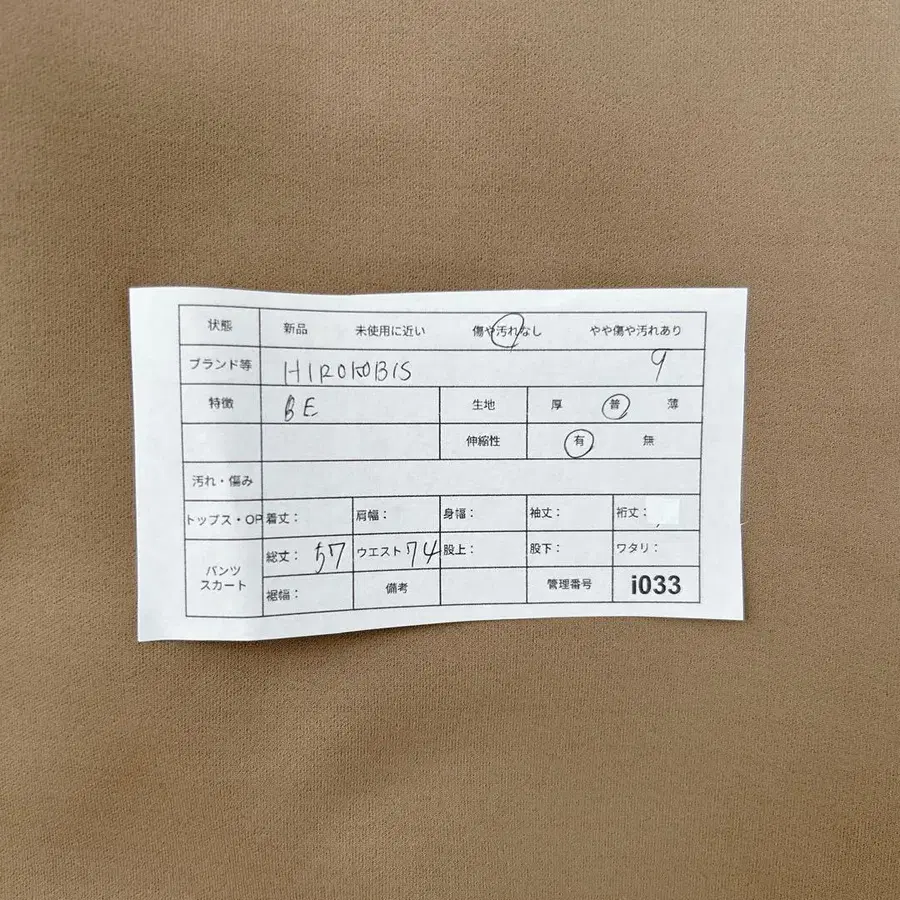 状態 新品 未使用に近い 傷や汚れなし やや傷や汚れあり
ブランド等 HIROKOBIS 9
特徴 BE 生地 厚 普 薄
伸縮性 有 無
汚れ・傷み
トップス・OP 着丈： 肩幅： 身幅： 袖丈： 裄丈：
パンツ スカート 総丈： 57 ウエスト 74 股上： 股下： ワタリ：
裾幅： 備考 管理番号 i033